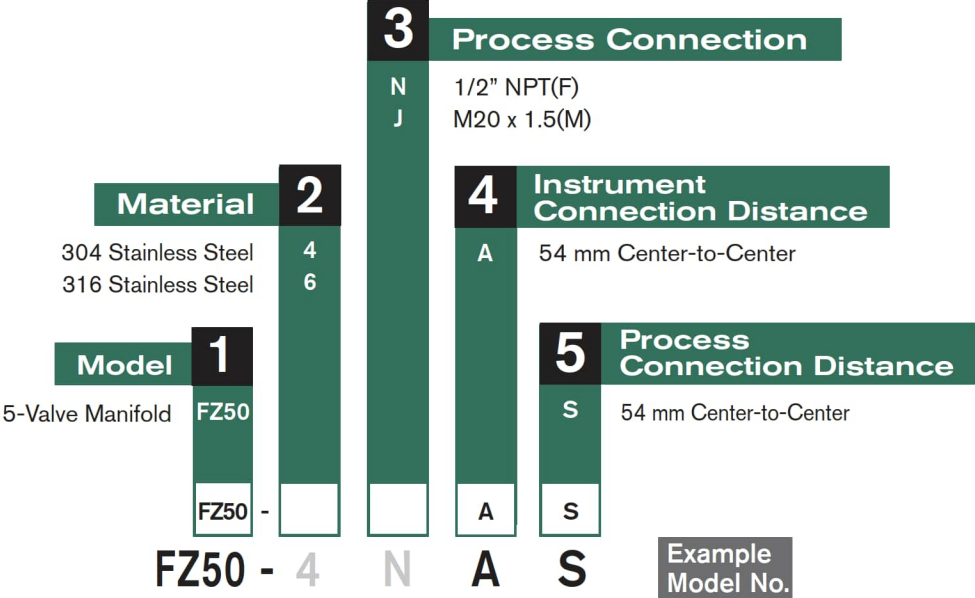 3 Process Connection
N 1/2” NPT(F)
J M20 x 1.5(M)
Material 2
304 Stainless Steel 4
316 Stainless Steel 6
4 Instrument
Connection Distance
A 54 mm Center-to-Center
Model 1
5-Valve Manifold FZ50
5 Process
Connection Distance
S 54 mm Center-to-Center
FZ50 - A S
FZ50 - 4 N A S
Example
Model No.